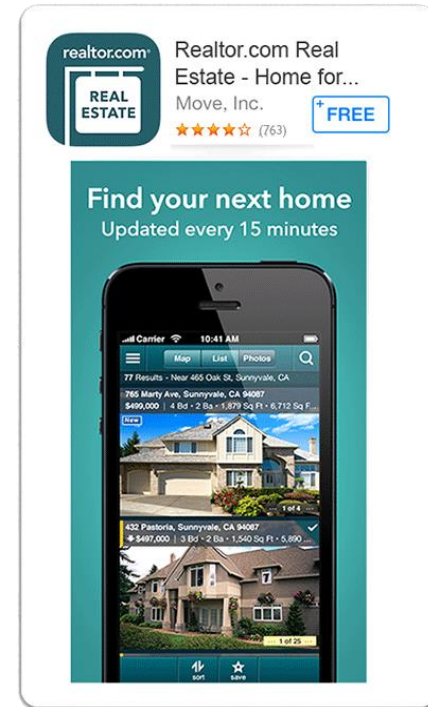 realtor.com®
REAL
ESTATE
Realtor.com Real
Estate - Home for...
Move, Inc.
(763)
+ FREE
Find your next home
Updated every 15 minutes
Carrier 10:41 AM
Map List Photos
77 Results - Near 465 Oak St, Sunnyvale, CA
765 Marty Ave, Sunnyvale, CA 94087
$499,000 | 4 Bd • 2 Ba • 1,879 Sq Ft • 6,712 Sq F...
New
1 of 4
432 Pastoria, Sunnyvale, CA 94087
$497,000 | 3 Bd • 2 Ba • 1,540 Sq Ft • 5,890 ...
1 of 25
sort save